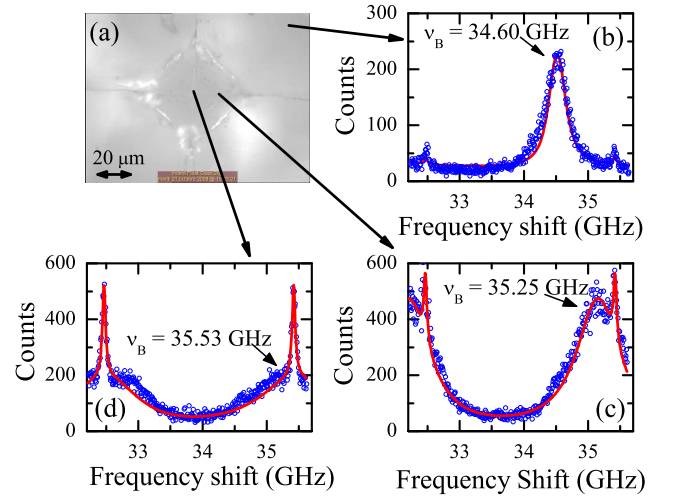 (a)
20 μm
300
200
100
0
Counts
ν_B = 34.60 GHz
(b)
33
34
35
Frequency shift (GHz)
600
400
200
0
Counts
ν_B = 35.53 GHz
(d)
33
34
35
Frequency shift (GHz)
600
400
200
0
Counts
ν_B = 35.25 GHz
(c)
33
34
35
Frequency Shift (GHz)